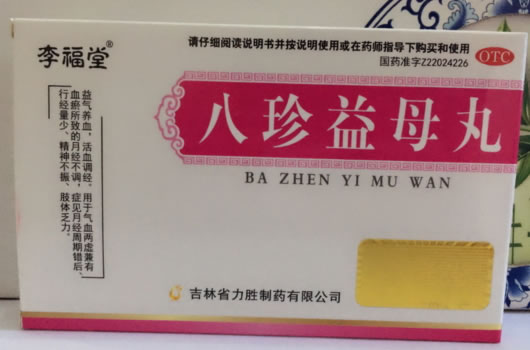 李福堂®
请仔细阅读说明书并按说明使用或在药师指导下购买和使用
国药准字Z22024226
OTC
八珍益母丸
BA ZHEN YI MU WAN
益气养血，活血调经。用于气血两虚兼有
血瘀所致的月经不调，症见月经周期错后、
行经量少、精神不振、肢体乏力。
吉林省力胜制药有限公司